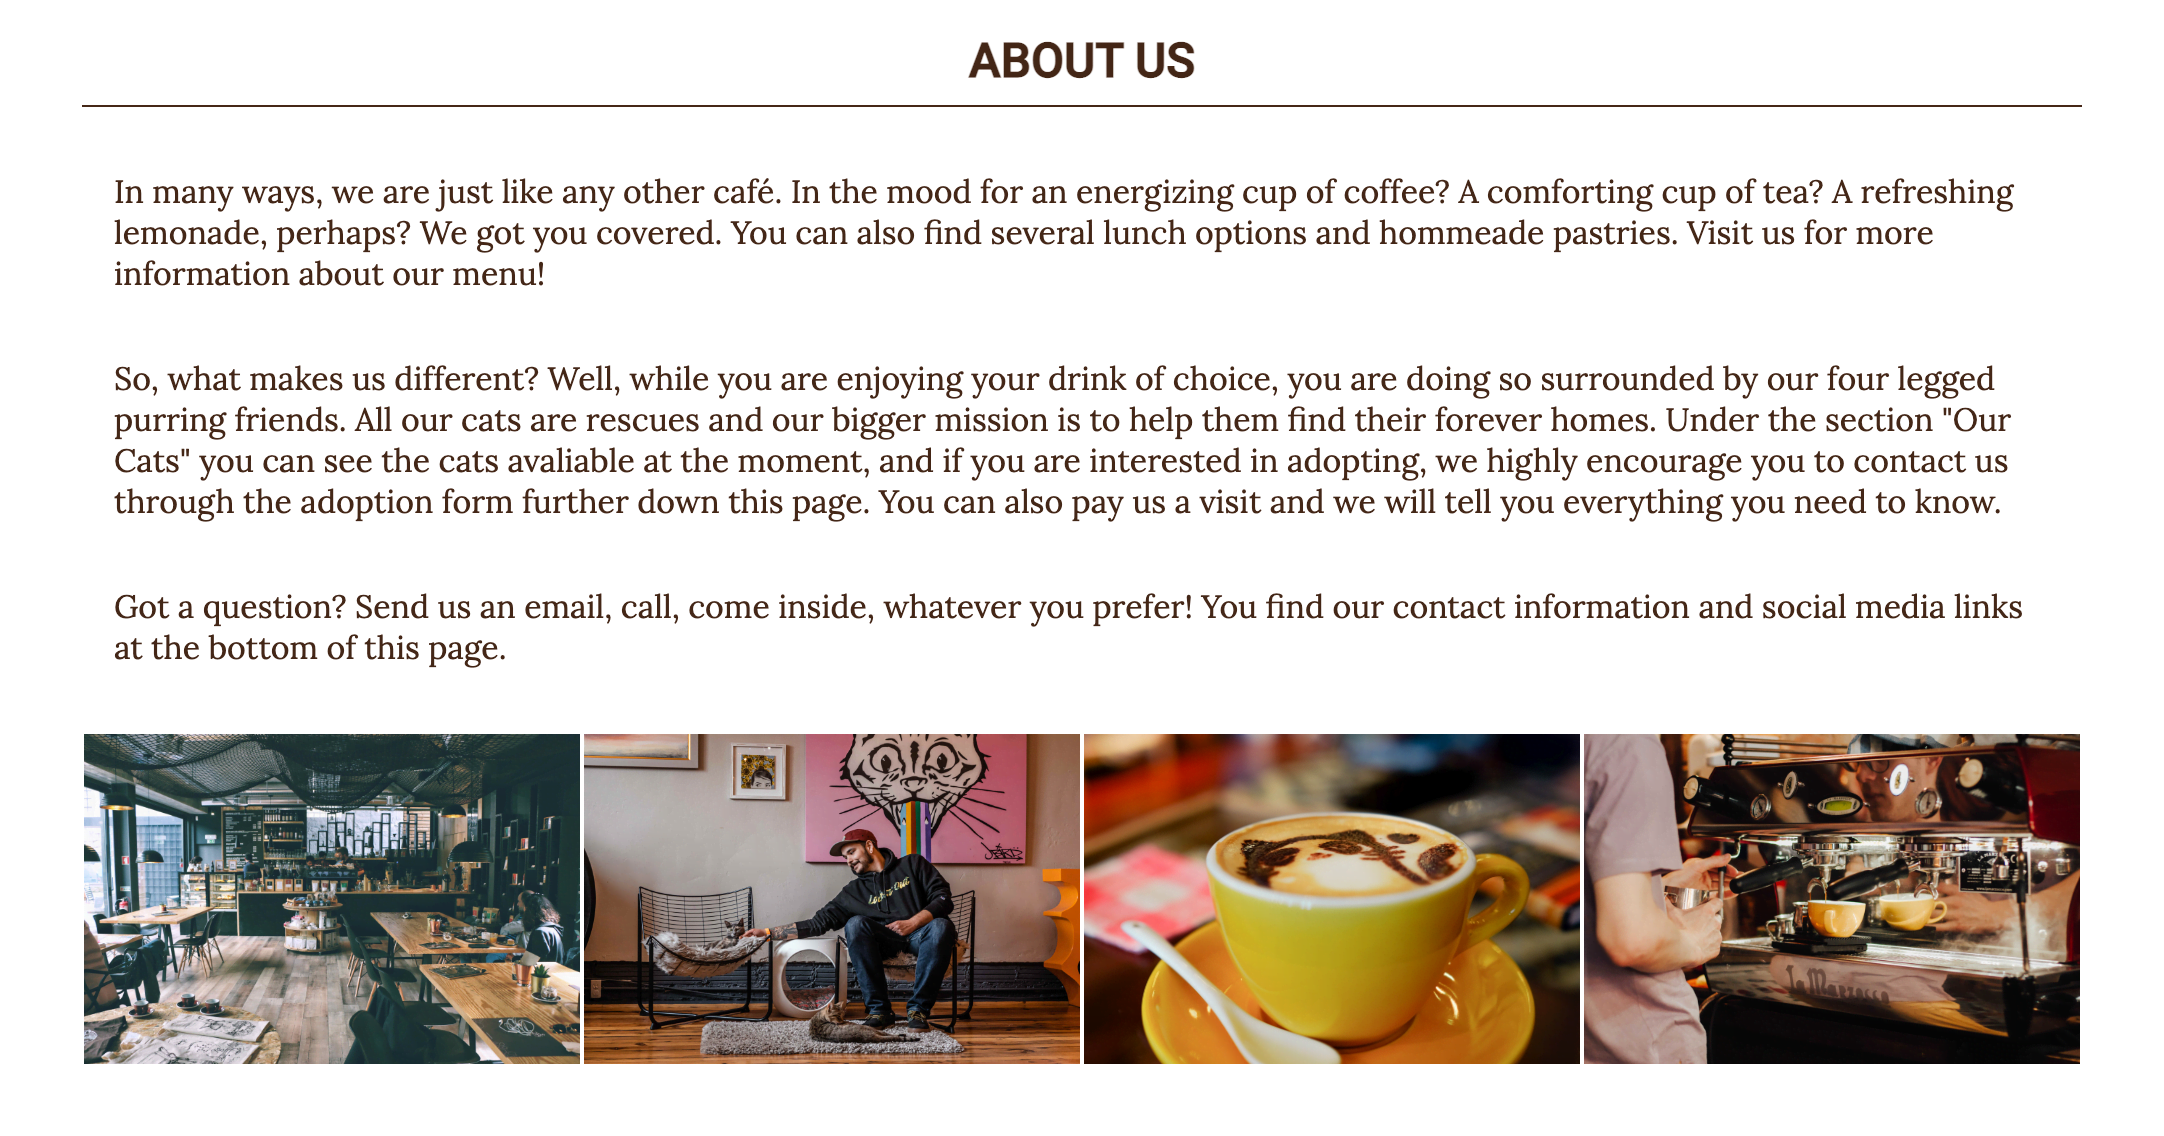 ABOUT US
In many ways, we are just like any other café. In the mood for an energizing cup of coffee? A comforting cup of tea? A refreshing
lemonade, perhaps? We got you covered. You can also find several lunch options and hommeade pastries. Visit us for more
information about our menu!
So, what makes us different? Well, while you are enjoying your drink of choice, you are doing so surrounded by our four legged
purring friends. All our cats are rescues and our bigger mission is to help them find their forever homes. Under the section "Our
Cats" you can see the cats avaliable at the moment, and if you are interested in adopting, we highly encourage you to contact us
through the adoption form further down this page. You can also pay us a visit and we will tell you everything you need to know.
Got a question? Send us an email, call, come inside, whatever you prefer! You find our contact information and social media links
at the bottom of this page.
La Marzocco